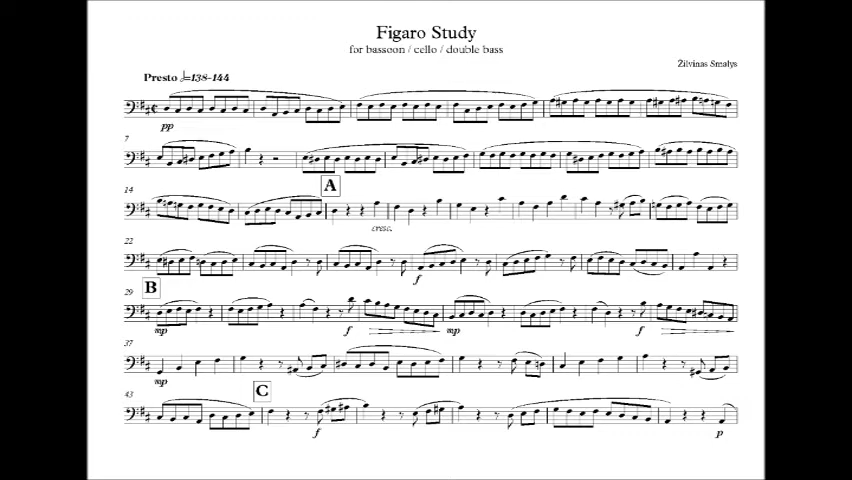 Figaro Study
for bassoon / cello / double bass
Žilvinas Smalys
Presto 𝅗𝅥=138-144
pp
7
A
14
cresc.
22
f
B
29
mp f mp f
37
mp
C
43
f p